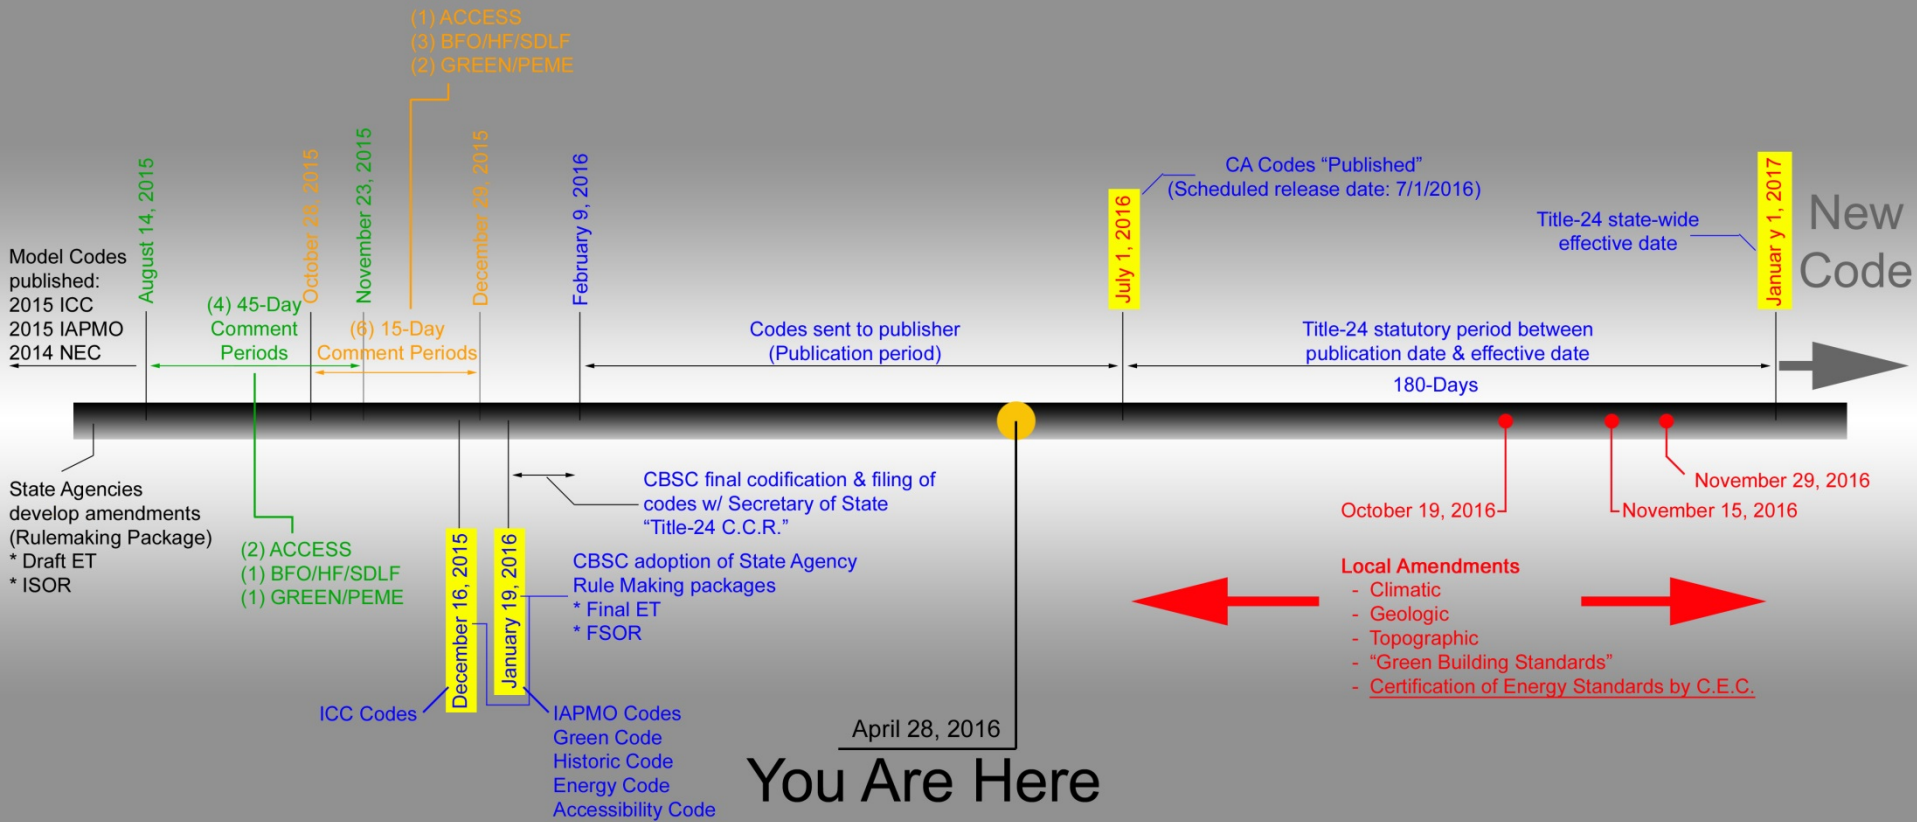 (1) ACCESS
(3) BFO/HF/SDLF
(2) GREEN/PEME
August 14, 2015
October 28, 2015
November 23, 2015
December 29, 2015
February 9, 2016
July 1, 2016
CA Codes “Published”
(Scheduled release date: 7/1/2016)
Title-24 state-wide
effective date
Januar y 1, 2017
New
Code
Model Codes
published:
2015 ICC
2015 IAPMO
2014 NEC
(4) 45-Day
Comment
Periods
(6) 15-Day
Comment Periods
Codes sent to publisher
(Publication period)
Title-24 statutory period between
publication date & effective date
180-Days
State Agencies
develop amendments
(Rulemaking Package)
* Draft ET
* ISOR
(2) ACCESS
(1) BFO/HF/SDLF
(1) GREEN/PEME
December 16, 2015
January 19, 2016
CBSC final codification & filing of
codes w/ Secretary of State
“Title-24 C.C.R.”
CBSC adoption of State Agency
Rule Making packages
* Final ET
* FSOR
ICC Codes
IAPMO Codes
Green Code
Historic Code
Energy Code
Accessibility Code
April 28, 2016
You Are Here
October 19, 2016
November 15, 2016
November 29, 2016
Local Amendments
- Climatic
- Geologic
- Topographic
- “Green Building Standards”
- Certification of Energy Standards by C.E.C.